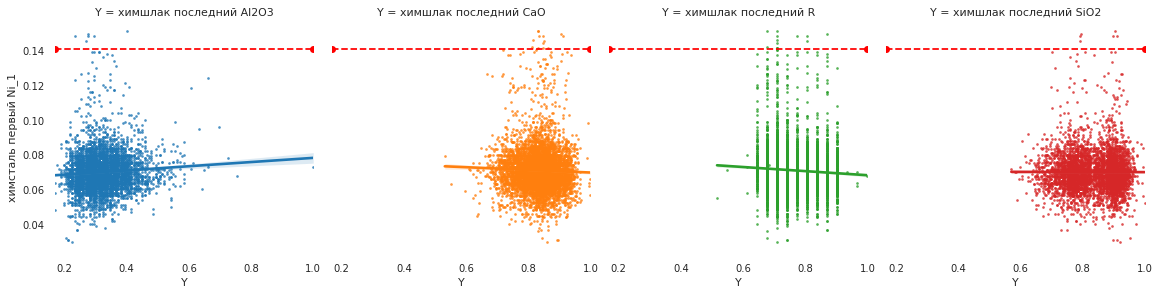 Y = химшлак последний Al2O3
Y = химшлак последний CaO
Y = химшлак последний R
Y = химшлак последний SiO2
химсталь первый Ni_1
0.14
0.12
0.10
0.08
0.06
0.04
0.2 0.4 0.6 0.8 1.0
0.2 0.4 0.6 0.8 1.0
0.2 0.4 0.6 0.8 1.0
0.2 0.4 0.6 0.8 1.0
Y
Y
Y
Y